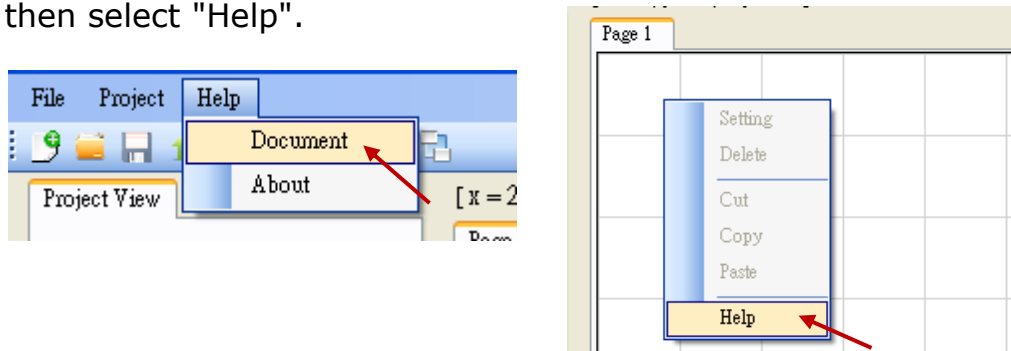 then select "Help".
File Project Help
Document
About
Project View
[ x = 2
Page 1
Setting
Delete
Cut
Copy
Paste
Help